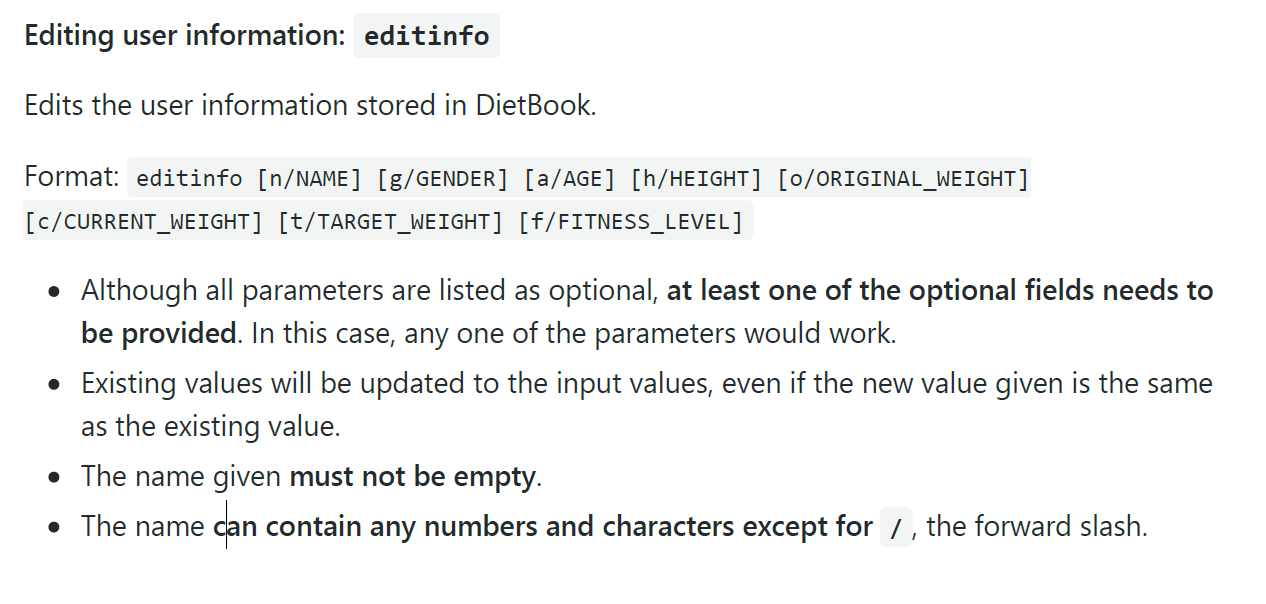 Editing user information: editinfo
Edits the user information stored in DietBook.
Format: editinfo [n/NAME] [g/GENDER] [a/AGE] [h/HEIGHT] [o/ORIGINAL_WEIGHT]
[c/CURRENT_WEIGHT] [t/TARGET_WEIGHT] [f/FITNESS_LEVEL]
• Although all parameters are listed as optional, at least one of the optional fields needs to
be provided. In this case, any one of the parameters would work.
• Existing values will be updated to the input values, even if the new value given is the same
as the existing value.
• The name given must not be empty.
• The name can contain any numbers and characters except for /, the forward slash.